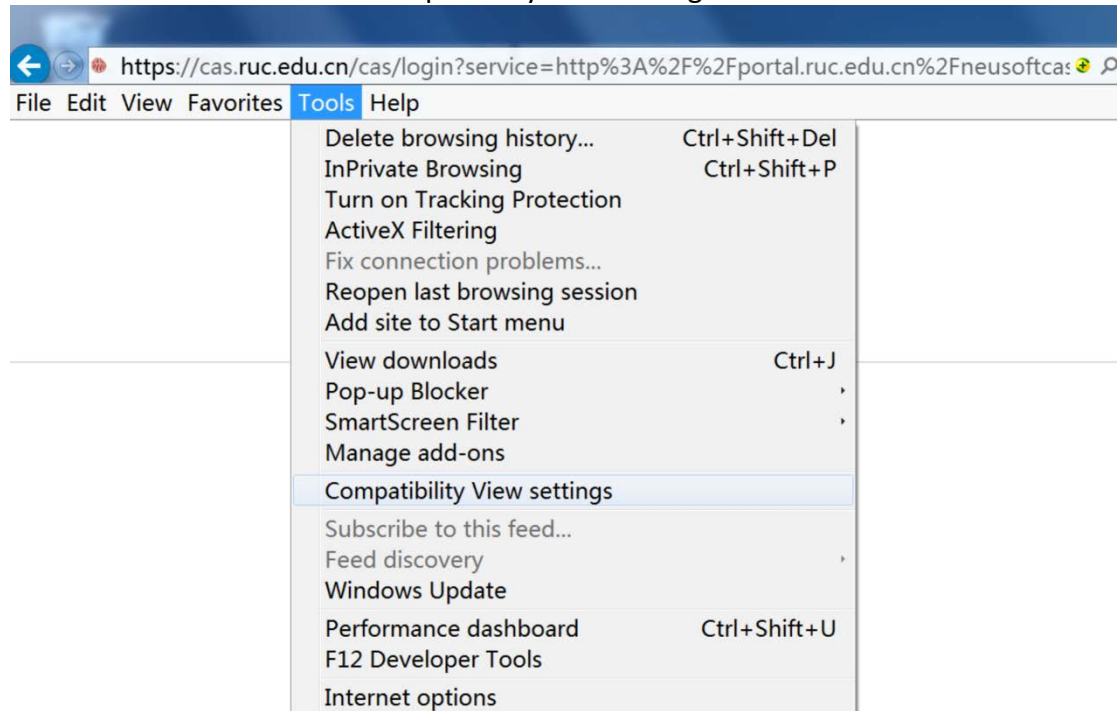 https://cas.ruc.edu.cn/cas/login?service=http%3A%2F%2Fportal.ruc.edu.cn%2Fneusoftcas
File Edit View Favorites Tools Help
Delete browsing history... Ctrl+Shift+Del
InPrivate Browsing Ctrl+Shift+P
Turn on Tracking Protection
ActiveX Filtering
Fix connection problems...
Reopen last browsing session
Add site to Start menu
View downloads Ctrl+J
Pop-up Blocker
SmartScreen Filter
Manage add-ons
Compatibility View settings
Subscribe to this feed...
Feed discovery
Windows Update
Performance dashboard Ctrl+Shift+U
F12 Developer Tools
Internet options